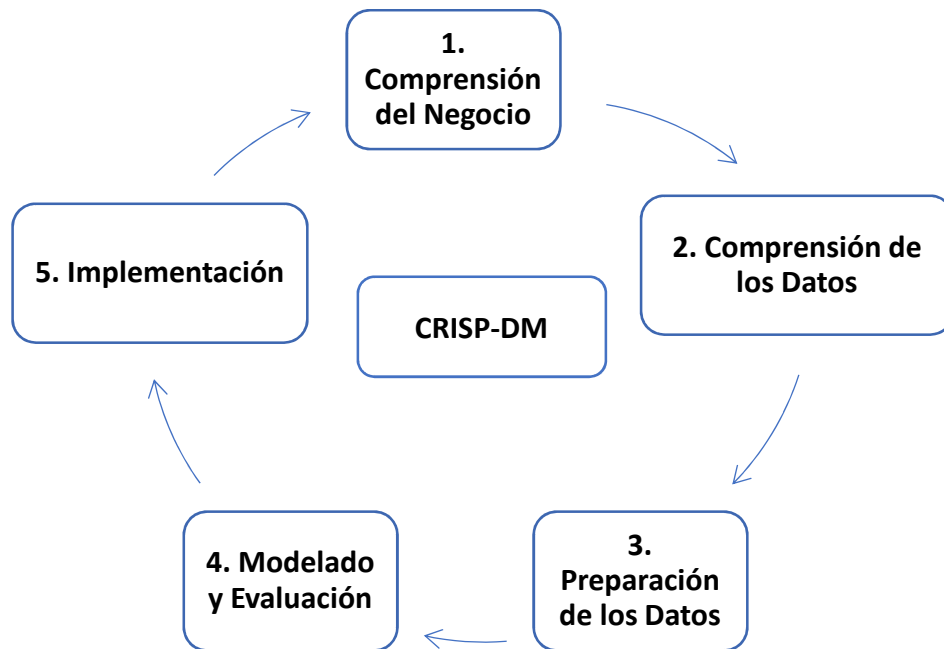 1.
Comprensión
del Negocio
2. Comprensión de
los Datos
3.
Preparación
de los Datos
4. Modelado
y Evaluación
5. Implementación
CRISP-DM